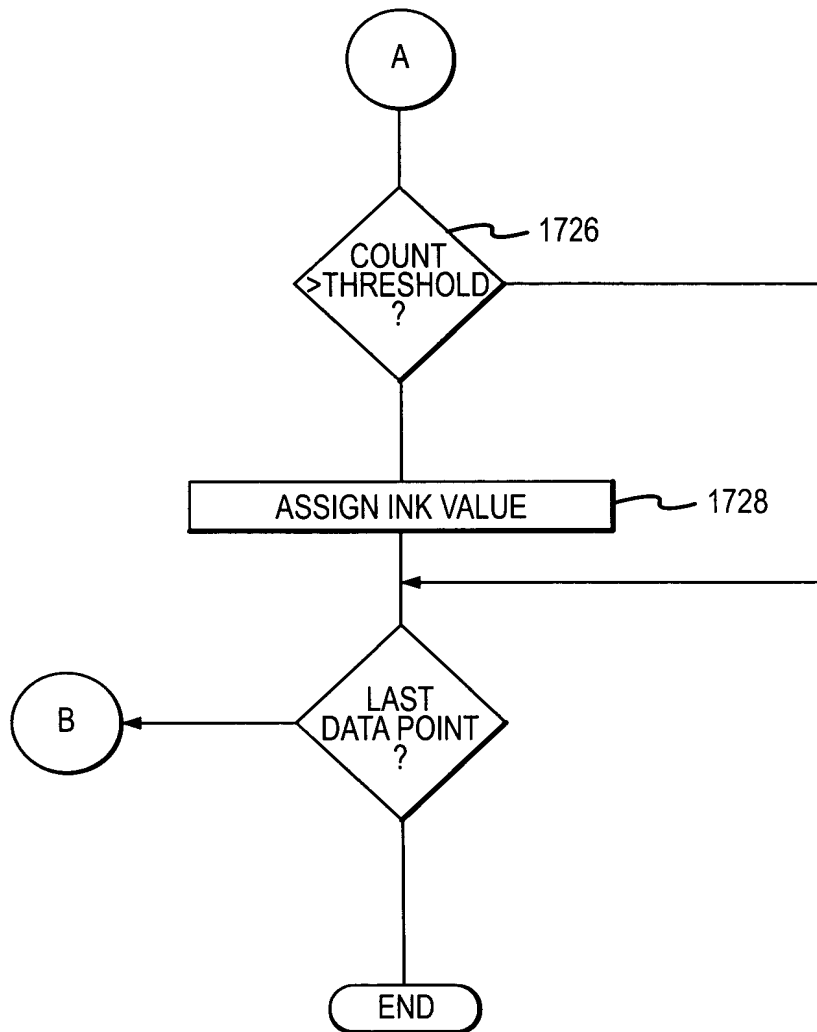 A
COUNT
>THRESHOLD
?
1726
ASSIGN INK VALUE
1728
B
LAST
DATA POINT
?
END